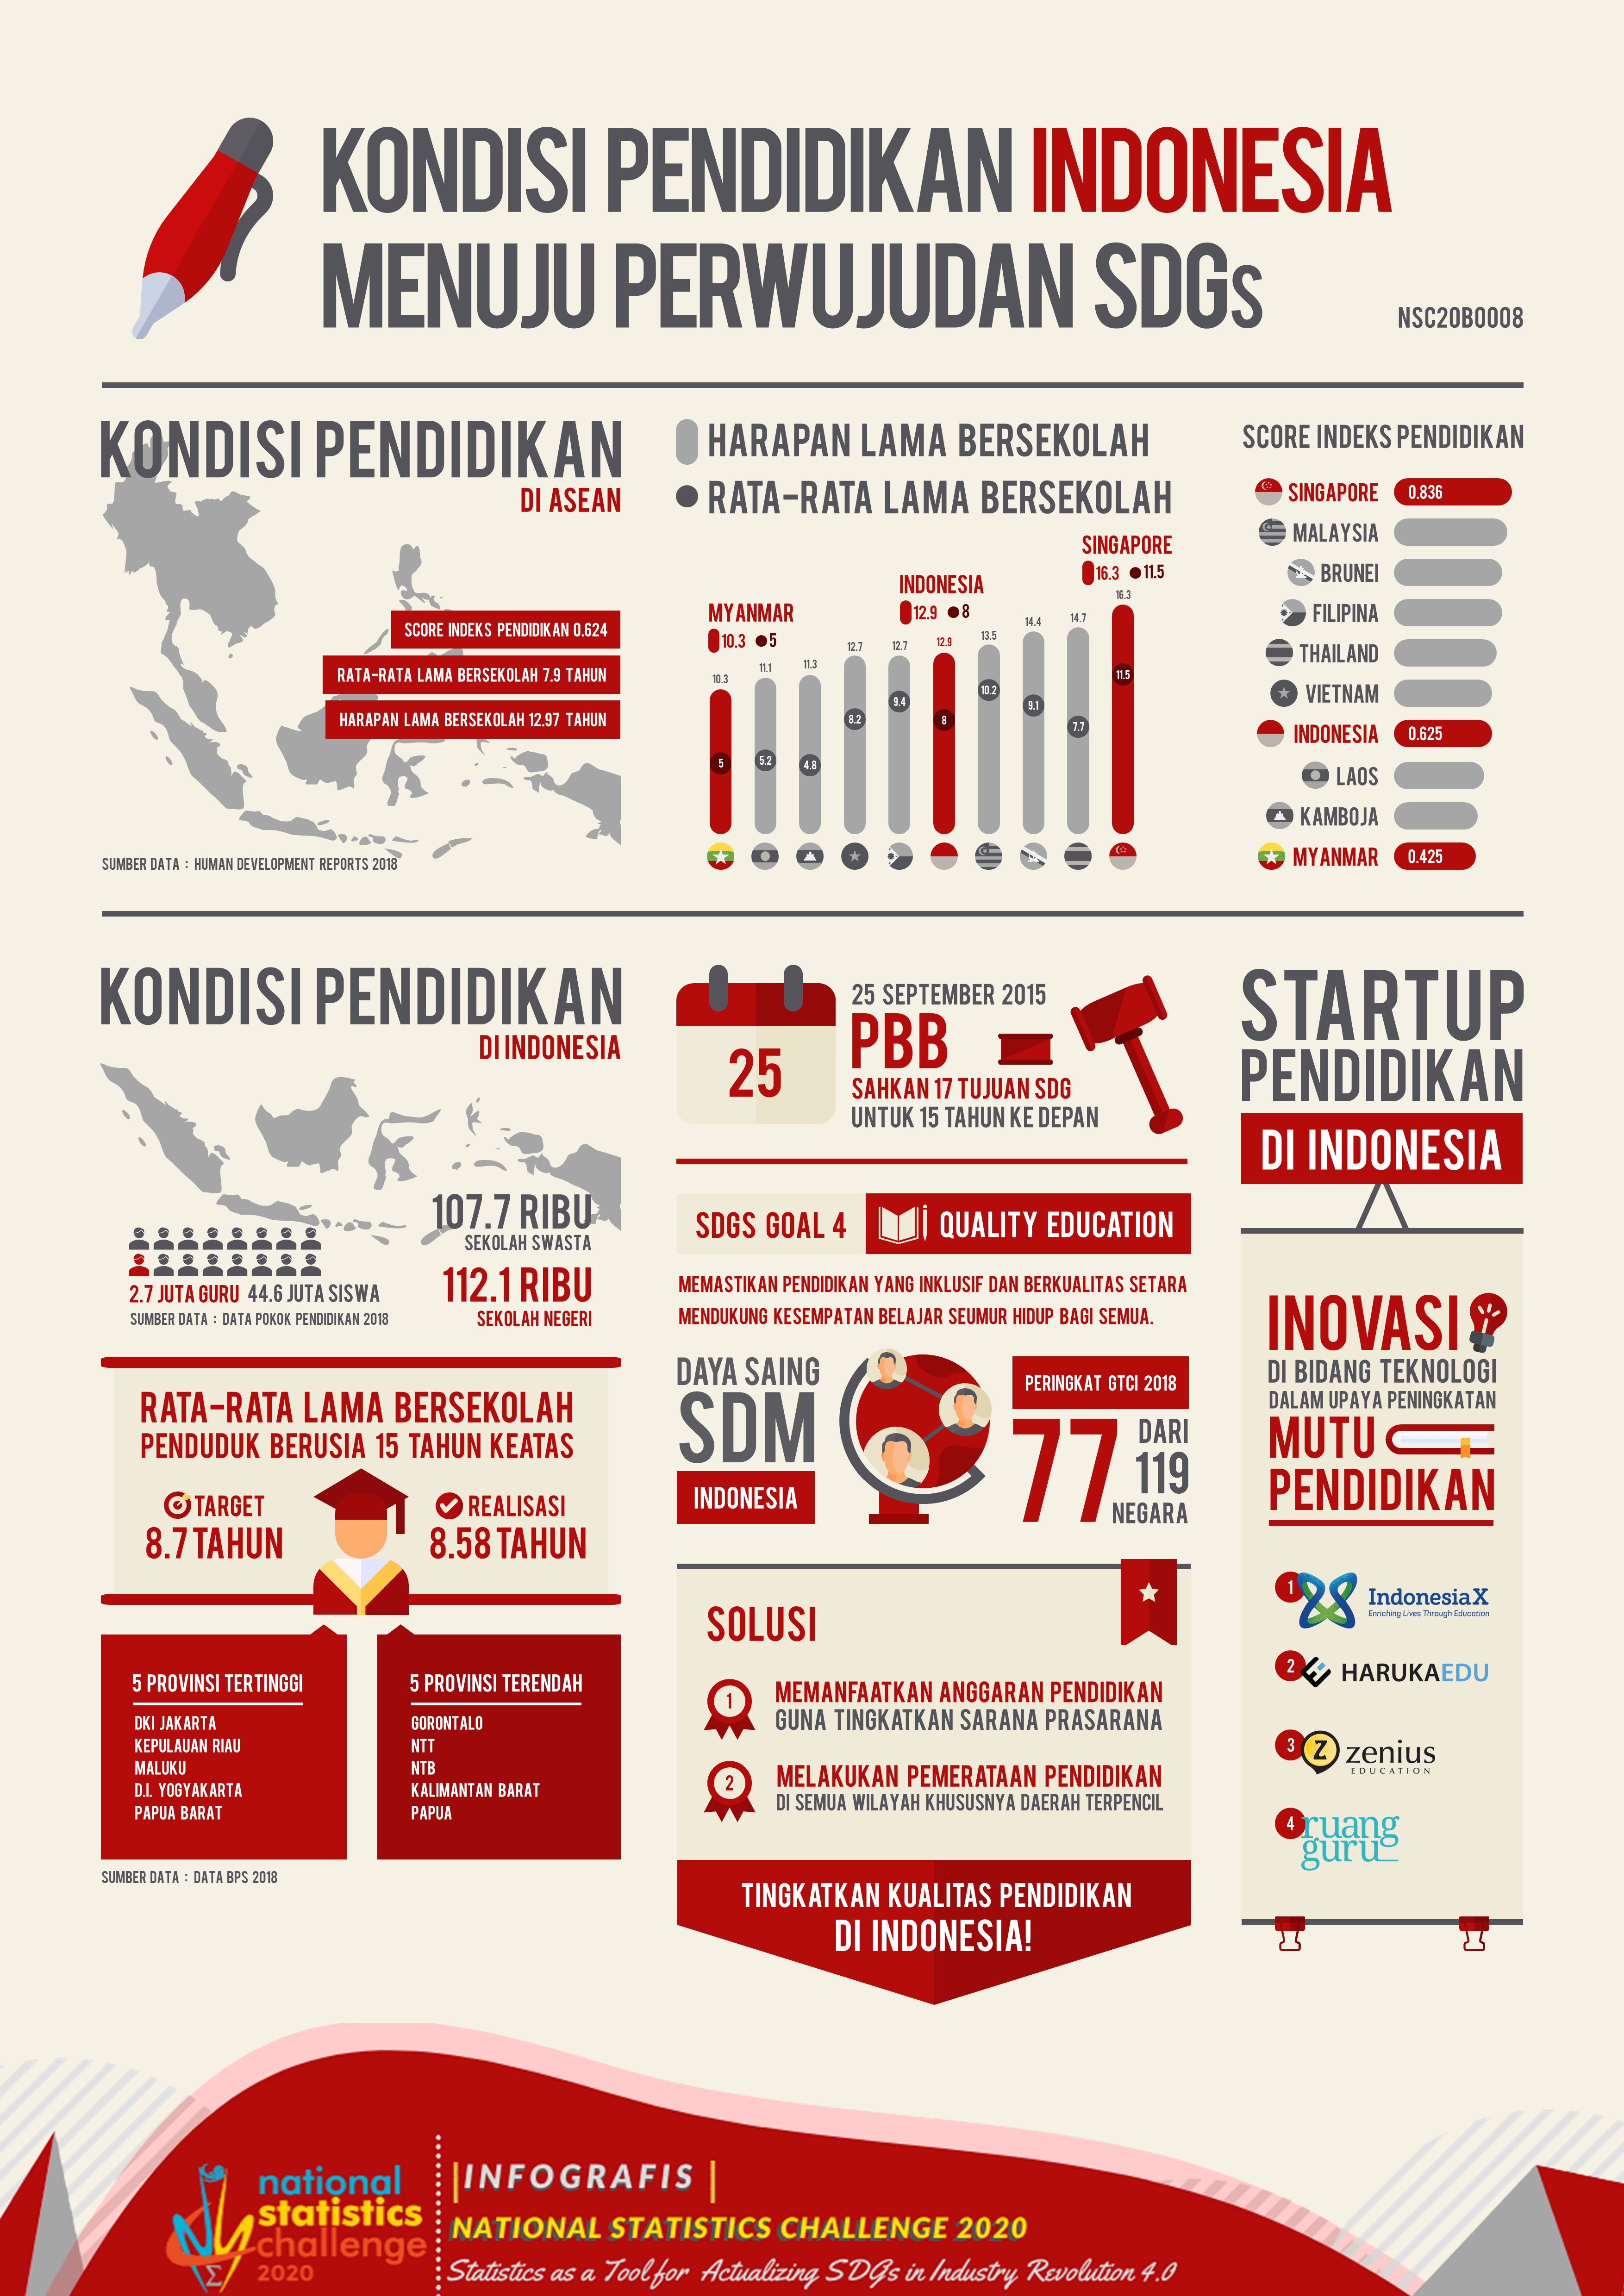 KONDISI PENDIDIKAN INDONESIA
MENUJU PERWUJUDAN SDGs
NSC20B0008
KONDISI PENDIDIKAN
DI ASEAN
SCORE INDEKS PENDIDIKAN 0.624
RATA-RATA LAMA BERSEKOLAH 7.9 TAHUN
HARAPAN LAMA BERSEKOLAH 12.97 TAHUN
SUMBER DATA : HUMAN DEVELOPMENT REPORTS 2018
HARAPAN LAMA BERSEKOLAH
RATA-RATA LAMA BERSEKOLAH
MYANMAR
10.3 5
INDONESIA
12.9 8
SINGAPORE
16.3 11.5
10.3
11.1
11.3
12.7
12.7
12.9
13.5
14.4
14.7
16.3
5
5.2
4.8
8.2
9.4
8
10.2
9.1
7.7
11.5
SCORE INDEKS PENDIDIKAN
SINGAPORE 0.836
MALAYSIA
BRUNEI
FILIPINA
THAILAND
VIETNAM
INDONESIA 0.625
LAOS
KAMBOJA
MYANMAR 0.425
KONDISI PENDIDIKAN
DI INDONESIA
107.7 RIBU
SEKOLAH SWASTA
112.1 RIBU
SEKOLAH NEGERI
2.7 JUTA GURU 44.6 JUTA SISWA
SUMBER DATA : DATA POKOK PENDIDIKAN 2018
RATA-RATA LAMA BERSEKOLAH
PENDUDUK BERUSIA 15 TAHUN KEATAS
TARGET
8.7 TAHUN
REALISASI
8.58 TAHUN
5 PROVINSI TERTINGGI
DKI JAKARTA
KEPULAUAN RIAU
MALUKU
D.I. YOGYAKARTA
PAPUA BARAT
5 PROVINSI TERENDAH
GORONTALO
NTT
NTB
KALIMANTAN BARAT
PAPUA
SUMBER DATA : DATA BPS 2018
25
25 SEPTEMBER 2015
PBB
SAHKAN 17 TUJUAN SDG
UNTUK 15 TAHUN KE DEPAN
SDGS GOAL 4
QUALITY EDUCATION
MEMASTIKAN PENDIDIKAN YANG INKLUSIF DAN BERKUALITAS SETARA
MENDUKUNG KESEMPATAN BELAJAR SEUMUR HIDUP BAGI SEMUA.
DAYA SAING
SDM
INDONESIA
PERINGKAT GTCI 2018
77
DARI
119
NEGARA
SOLUSI
1
MEMANFAATKAN ANGGARAN PENDIDIKAN
GUNA TINGKATKAN SARANA PRASARANA
2
MELAKUKAN PEMERATAAN PENDIDIKAN
DI SEMUA WILAYAH KHUSUSNYA DAERAH TERPENCIL
TINGKATKAN KUALITAS PENDIDIKAN
DI INDONESIA!
STARTUP
PENDIDIKAN
DI INDONESIA
INOVASI
DI BIDANG TEKNOLOGI
DALAM UPAYA PENINGKATAN
MUTU
PENDIDIKAN
1
IndonesiaX
Enriching Lives Through Education
2
HARUKAEDU
3
Z
zenius
EDUCATION
4
ruang
guru
national
statistics
challenge
2020
|INFOGRAFIS |
NATIONAL STATISTICS CHALLENGE 2020
Statistics as a Tool for Actualizing SDGs in Industry Revolution 4.0